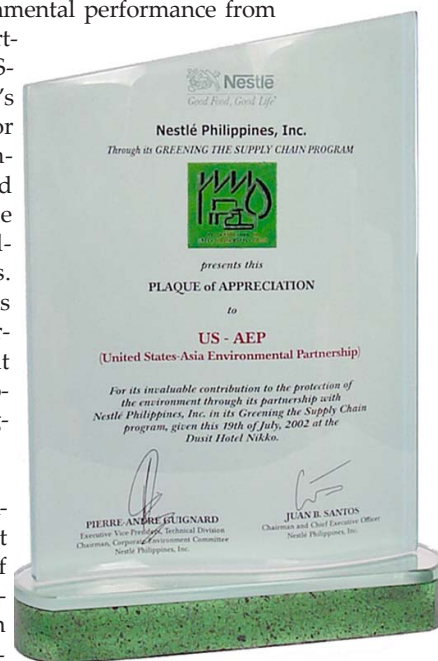 nmental performance from
rt-
S-
's
or
n-
d
e
l-
s.
s
r-
t
o-
g-
n-
t
f
-
n
-
Nestlé
Good Food, Good Life
Nestlé Philippines, Inc.
Through its GREENING THE SUPPLY CHAIN PROGRAM
presents this
PLAQUE of APPRECIATION
to
US - AEP
(United States-Asia Environmental Partnership)
For its invaluable contribution to the protection of
the environment through its partnership with
Nestlé Philippines, Inc. in its Greening the Supply Chain
program, given this 19th of July, 2002 at the
Dusit Hotel Nikko.
PIERRE-ANDRE GUIGNARD
Executive Vice-President, Technical Division
Chairman, Corporate Environment Committee
Nestlé Philippines, Inc.
JUAN B. SANTOS
Chairman and Chief Executive Officer
Nestlé Philippines, Inc.